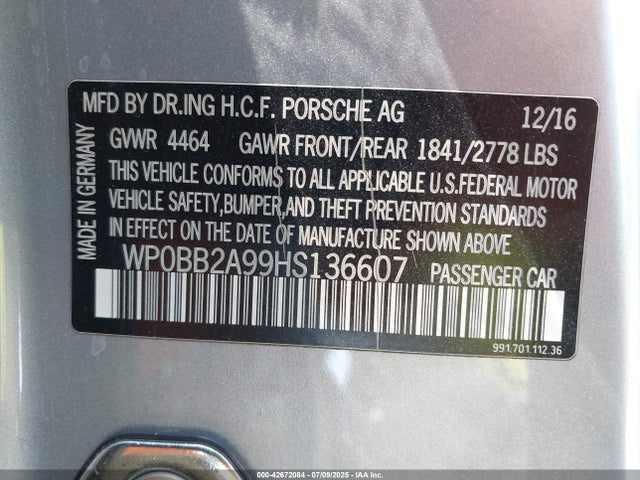 MFD BY DR.ING H.C.F. PORSCHE AG 12/16
GVWR 4464 GAWR FRONT/REAR 1841/2778 LBS
THIS VEHICLE CONFORMS TO ALL APPLICABLE U.S.FEDERAL MOTOR
VEHICLE SAFETY,BUMPER,AND THEFT PREVENTION STANDARDS
IN EFFECT ON THE DATE OF MANUFACTURE SHOWN ABOVE
WP0BB2A99HS136607 PASSENGER CAR
991.701.112.36
MADE IN GERMANY
000-42672084 | 07/09/2025 | IAAI.COM